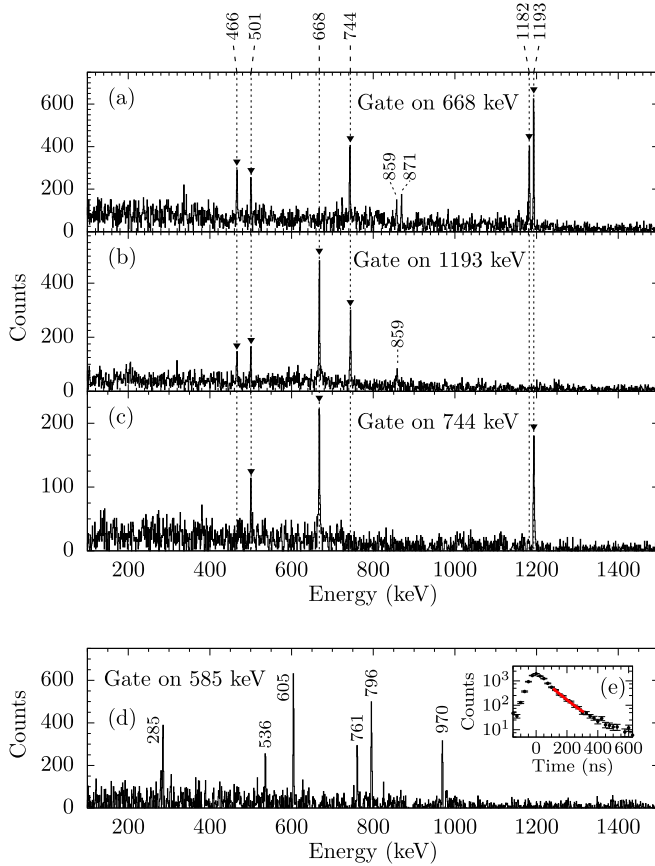 466 501 668 744 1182 1193
(a) Gate on 668 keV
859 871
600
400
200
0
(b) Gate on 1193 keV
859
400
200
0
Counts
(c) Gate on 744 keV
200
100
0
200 400 600 800 1000 1200 1400
Energy (keV)
Gate on 585 keV
(d)
285 536 605 761 796 970
600
400
200
0
Counts
(e)
10³
10²
10¹
Counts
0 200 400 600
Time (ns)
200 400 600 800 1000 1200 1400
Energy (keV)